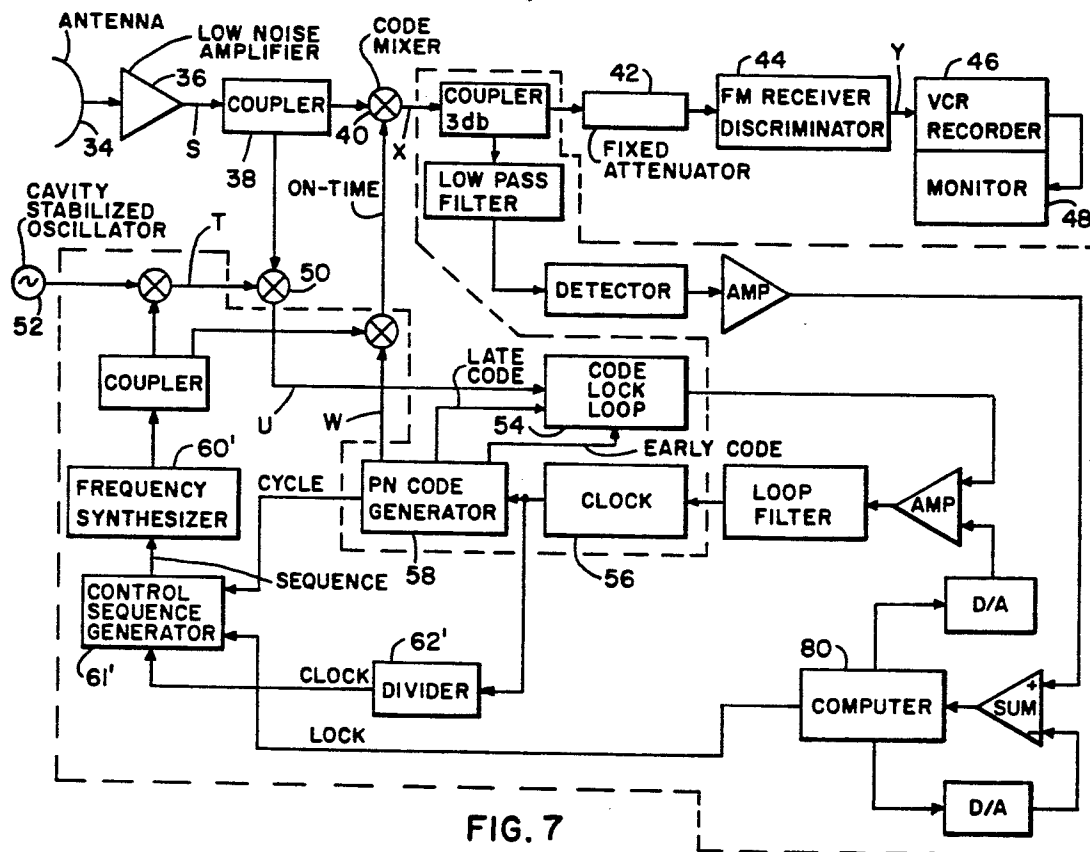 ANTENNA
LOW NOISE
AMPLIFIER
36
34
S
COUPLER
38
CODE
MIXER
40
X
COUPLER
3db
42
FIXED
ATTENUATOR
44
FM RECEIVER
DISCRIMINATOR
Y
46
VCR
RECORDER
MONITOR
48
LOW PASS
FILTER
ON-TIME
CAVITY
STABILIZED
OSCILLATOR
52
T
50
DETECTOR
AMP
COUPLER
U
W
LATE
CODE
CODE
LOCK
LOOP
54
EARLY CODE
60'
FREQUENCY
SYNTHESIZER
CYCLE
PN CODE
GENERATOR
58
CLOCK
56
LOOP
FILTER
AMP
SEQUENCE
CONTROL
SEQUENCE
GENERATOR
61'
62'
DIVIDER
CLOCK
LOCK
80
COMPUTER
D/A
+
SUM
−
D/A
FIG. 7